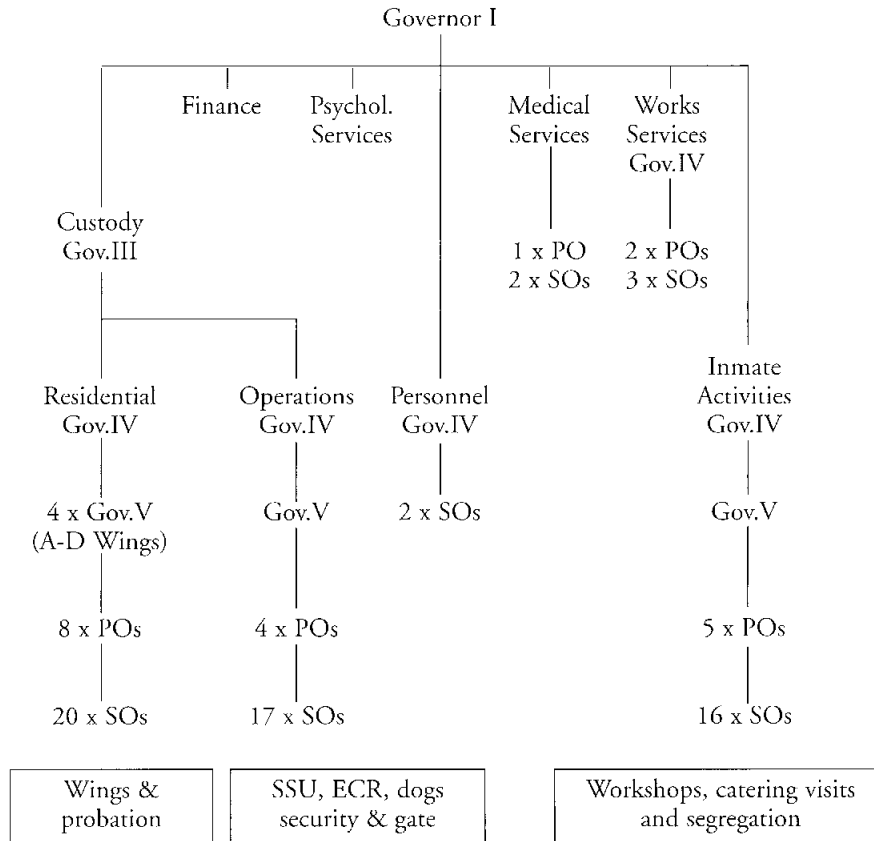 Governor I
Finance
Psychol.
Services
Medical
Services
Works
Services
Gov.IV
Custody
Gov.III
1 x PO
2 x SOs
2 x POs
3 x SOs
Residential
Gov.IV
Operations
Gov.IV
Personnel
Gov.IV
Inmate
Activities
Gov.IV
4 x Gov.V
(A-D Wings)
Gov.V
2 x SOs
Gov.V
8 x POs
4 x POs
5 x POs
20 x SOs
17 x SOs
16 x SOs
Wings &
probation
SSU, ECR, dogs
security & gate
Workshops, catering visits
and segregation